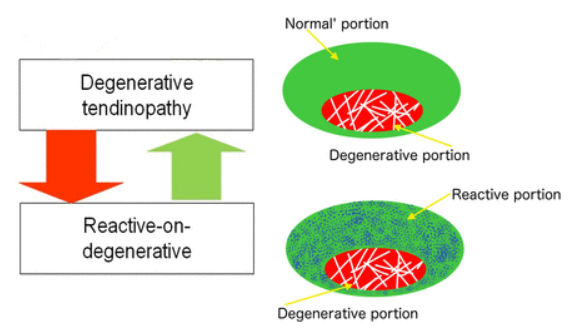 Normal' portion
Degenerative
tendinopathy
Degenerative portion
Reactive portion
Reactive-on-
degenerative
Degenerative portion